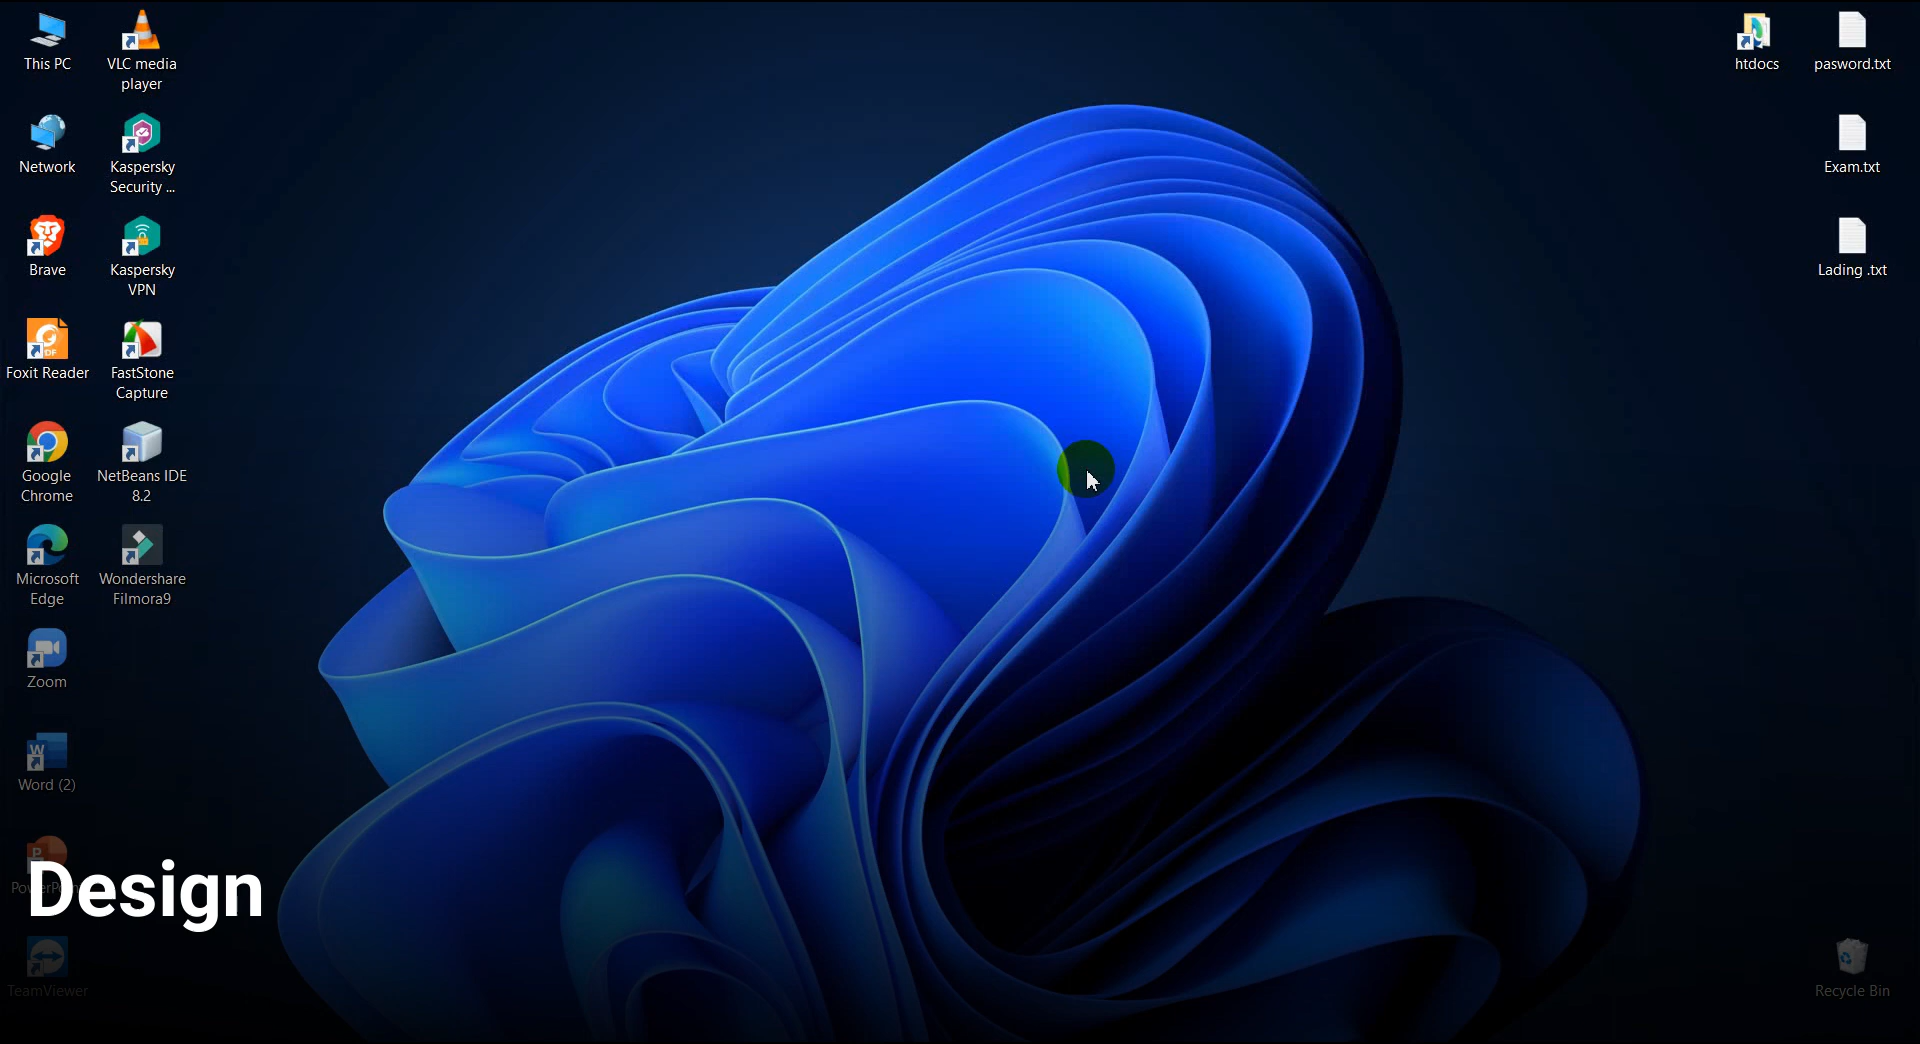 This PC
VLC media
player
Network
Kaspersky
Security ...
Brave
Kaspersky
VPN
Foxit Reader
FastStone
Capture
Google
Chrome
NetBeans IDE
8.2
Microsoft
Edge
Wondershare
Filmora9
Zoom
Word (2)
Design
TeamViewer
htdocs
pasword.txt
Exam.txt
Lading .txt
Recycle Bin